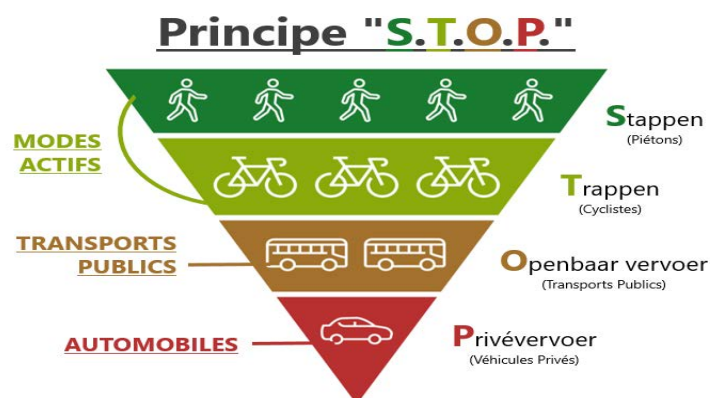 Principe "S.T.O.P."
MODES
ACTIFS
Stappen
(Piétons)
Trappen
(Cyclistes)
TRANSPORTS
PUBLICS
Openbaar vervoer
(Transports Publics)
AUTOMOBILES
Privévervoer
(Véhicules Privés)